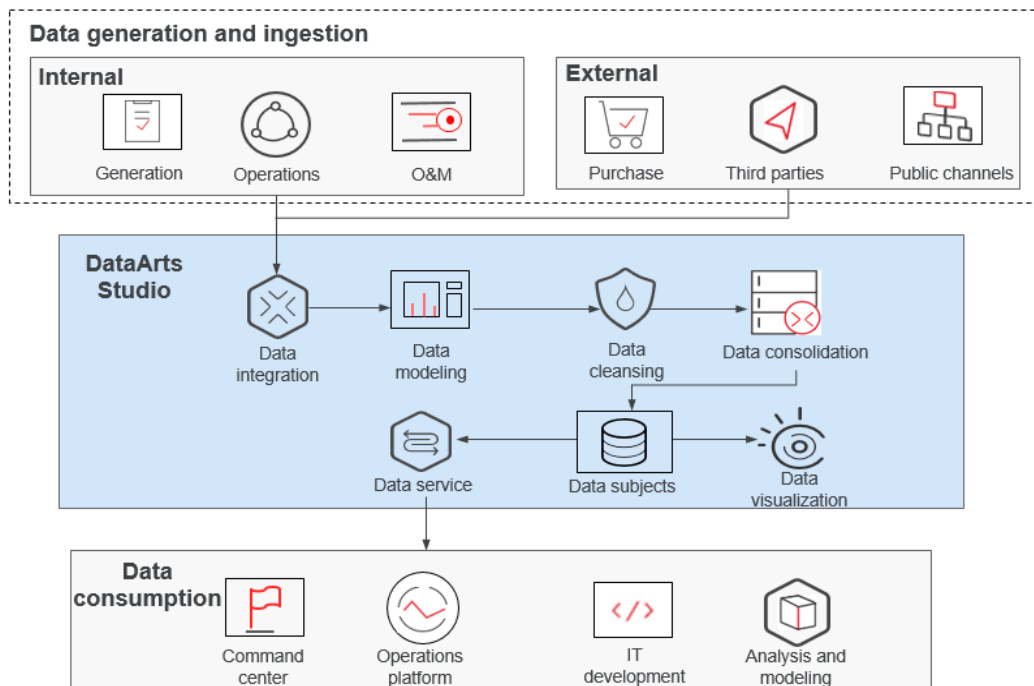 Data generation and ingestion
Internal
External
Generation
Operations
O&M
Purchase
Third parties
Public channels
DataArts
Studio
Data
integration
Data
modeling
Data
cleansing
Data consolidation
Data service
Data subjects
Data
visualization
Data
consumption
Command
center
Operations
platform
IT
development
Analysis and
modeling